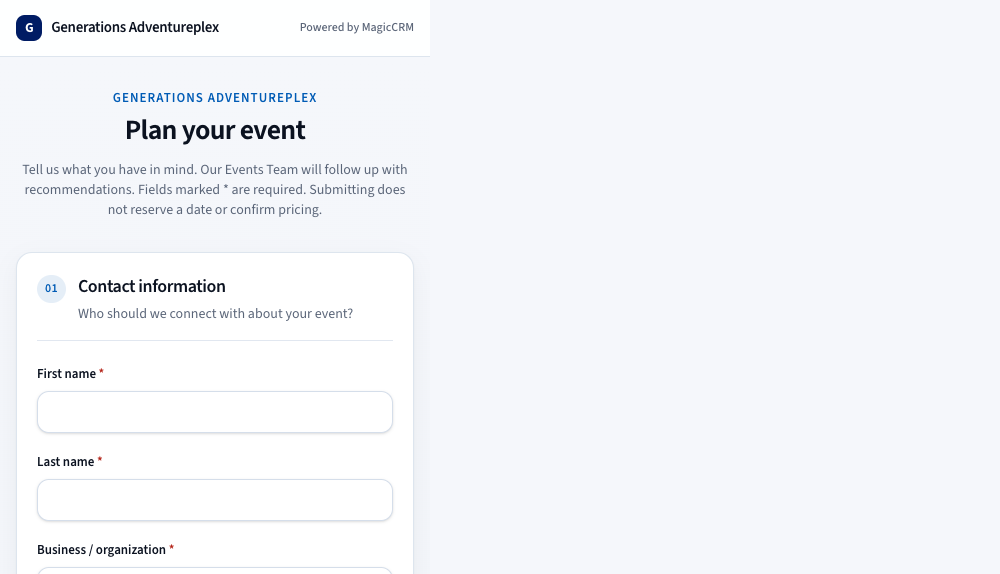 G Generations Adventureplex Powered by MagicCRM
GENERATIONS ADVENTUREPLEX
Plan your event
Tell us what you have in mind. Our Events Team will follow up with
recommendations. Fields marked * are required. Submitting does
not reserve a date or confirm pricing.
01 Contact information
Who should we connect with about your event?
First name *
Last name *
Business / organization *